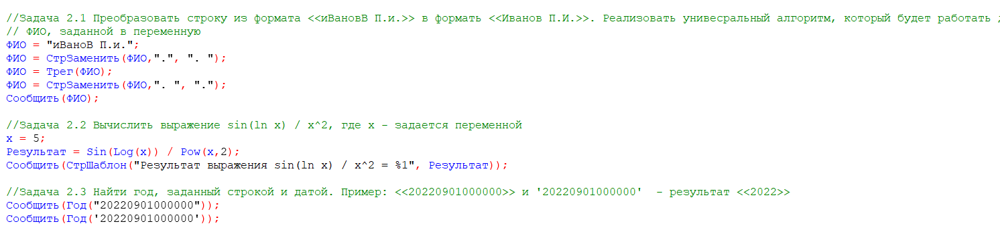 //Задача 2.1 Преобразовать строку из формата <<иВановВ П.и.>> в формать <<Иванов П.И.>>. Реализовать унивесральный алгоритм, который будет работать
// ФИО, заданной в переменную
ФИО = "иВаноВ П.и.";
ФИО = СтрЗаменить(ФИО,".", ". ");
ФИО = Трег(ФИО);
ФИО = СтрЗаменить(ФИО,". ", ".");
Сообщить(ФИО);
//Задача 2.2 Вычислить выражение sin(ln x) / x^2, где x - задается переменной
x = 5;
Результат = Sin(Log(x)) / Pow(x,2);
Сообщить(СтрШаблон("Результат выражения sin(ln x) / x^2 = %1", Результат));
//Задача 2.3 Найти год, заданный строкой и датой. Пример: <<20220901000000>> и '20220901000000'  - результат <<2022>>
Сообщить(Год("20220901000000"));
Сообщить(Год('20220901000000'));